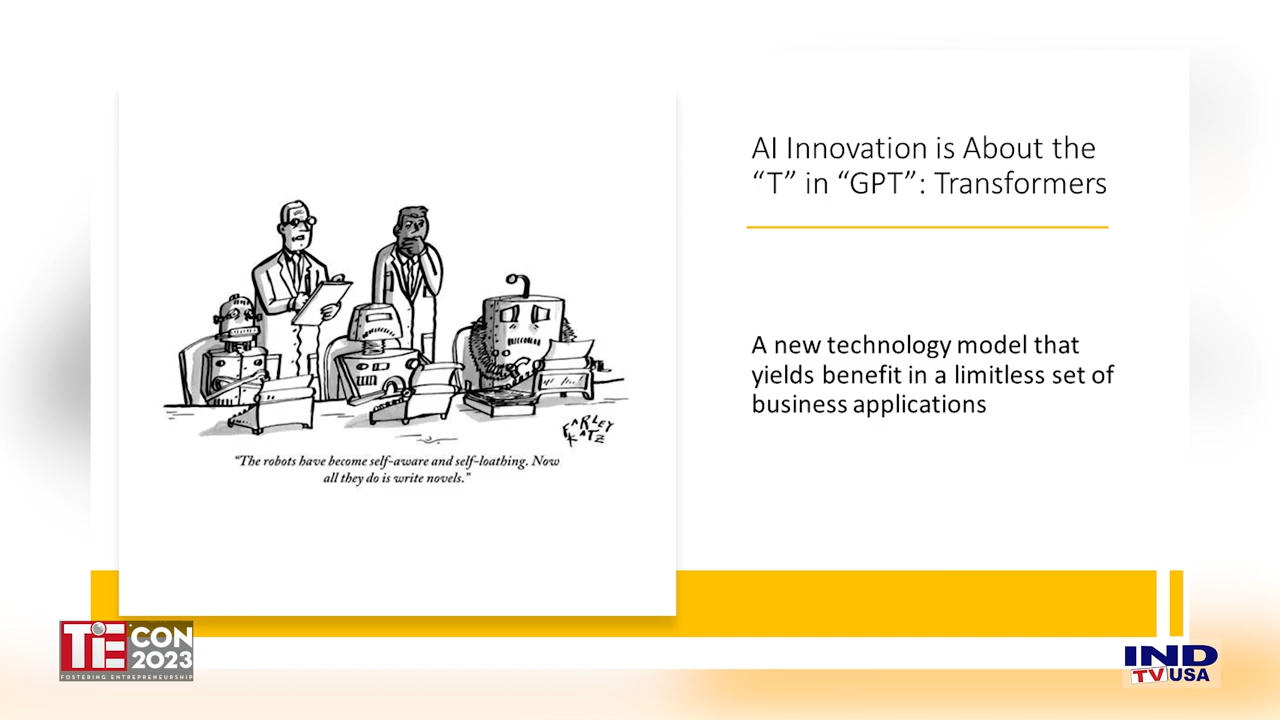 AI Innovation is About the
“T” in “GPT”: Transformers
A new technology model that
yields benefit in a limitless set of
business applications
FARLEY
KATZ
“The robots have become self-aware and self-loathing. Now
all they do is write novels.”
TiE CON
2023
FOSTERING ENTREPRENEURSHIP
IND
TV USA